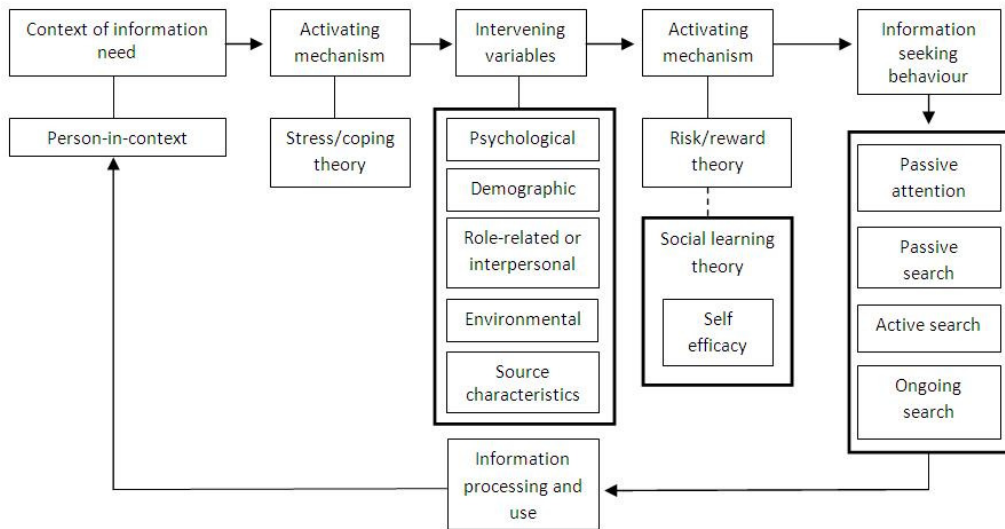 Context of information
need
Activating
mechanism
Intervening
variables
Activating
mechanism
Information
seeking
behaviour
Person-in-context
Stress/coping
theory
Psychological
Demographic
Role-related or
interpersonal
Environmental
Source
characteristics
Risk/reward
theory
Social learning
theory
Self
efficacy
Passive
attention
Passive
search
Active search
Ongoing
search
Information
processing and
use